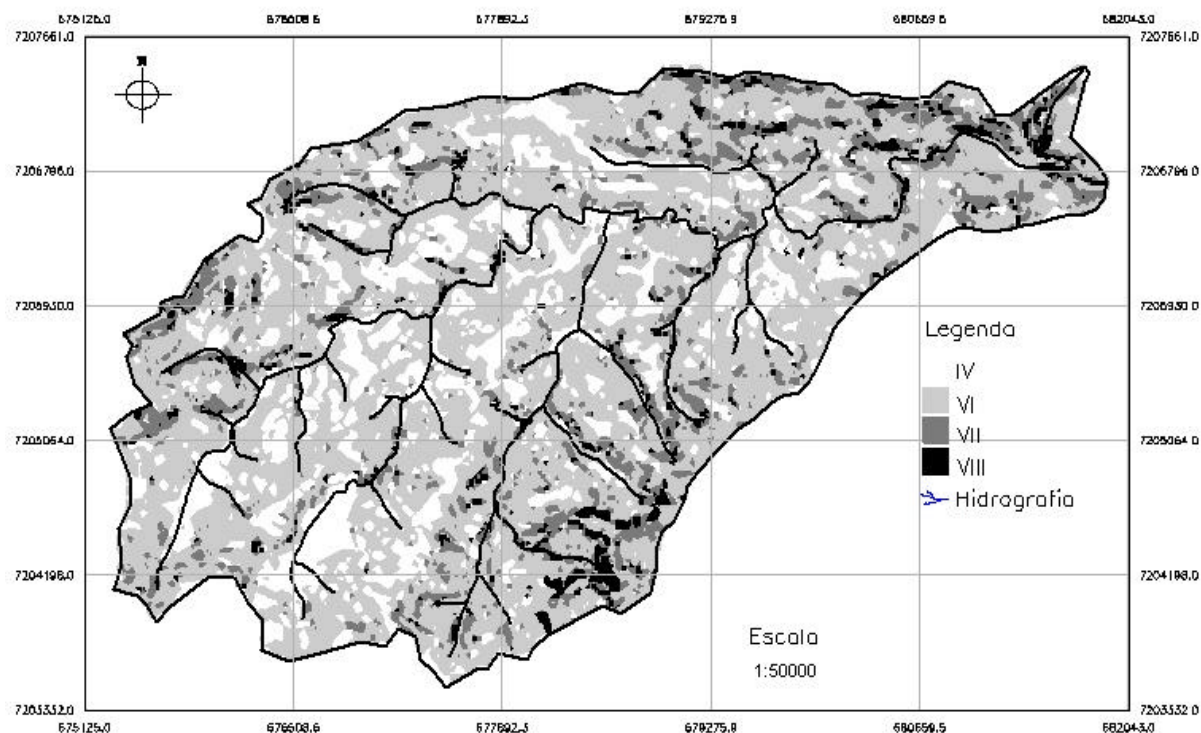 675125.0 676508.6 677892.3 679275.9 680659.6 682043.0
7207661.0 7207661.0
N
7206796.0 7206796.0
7205930.0 7205930.0
Legenda
IV
VI
VII
7205064.0 7205064.0
VIII
Hidrografia
7204198.0 7204198.0
Escala
1:50000
7203332.0 7203332.0
675125.0 676508.6 677892.3 679275.9 680659.6 682043.0